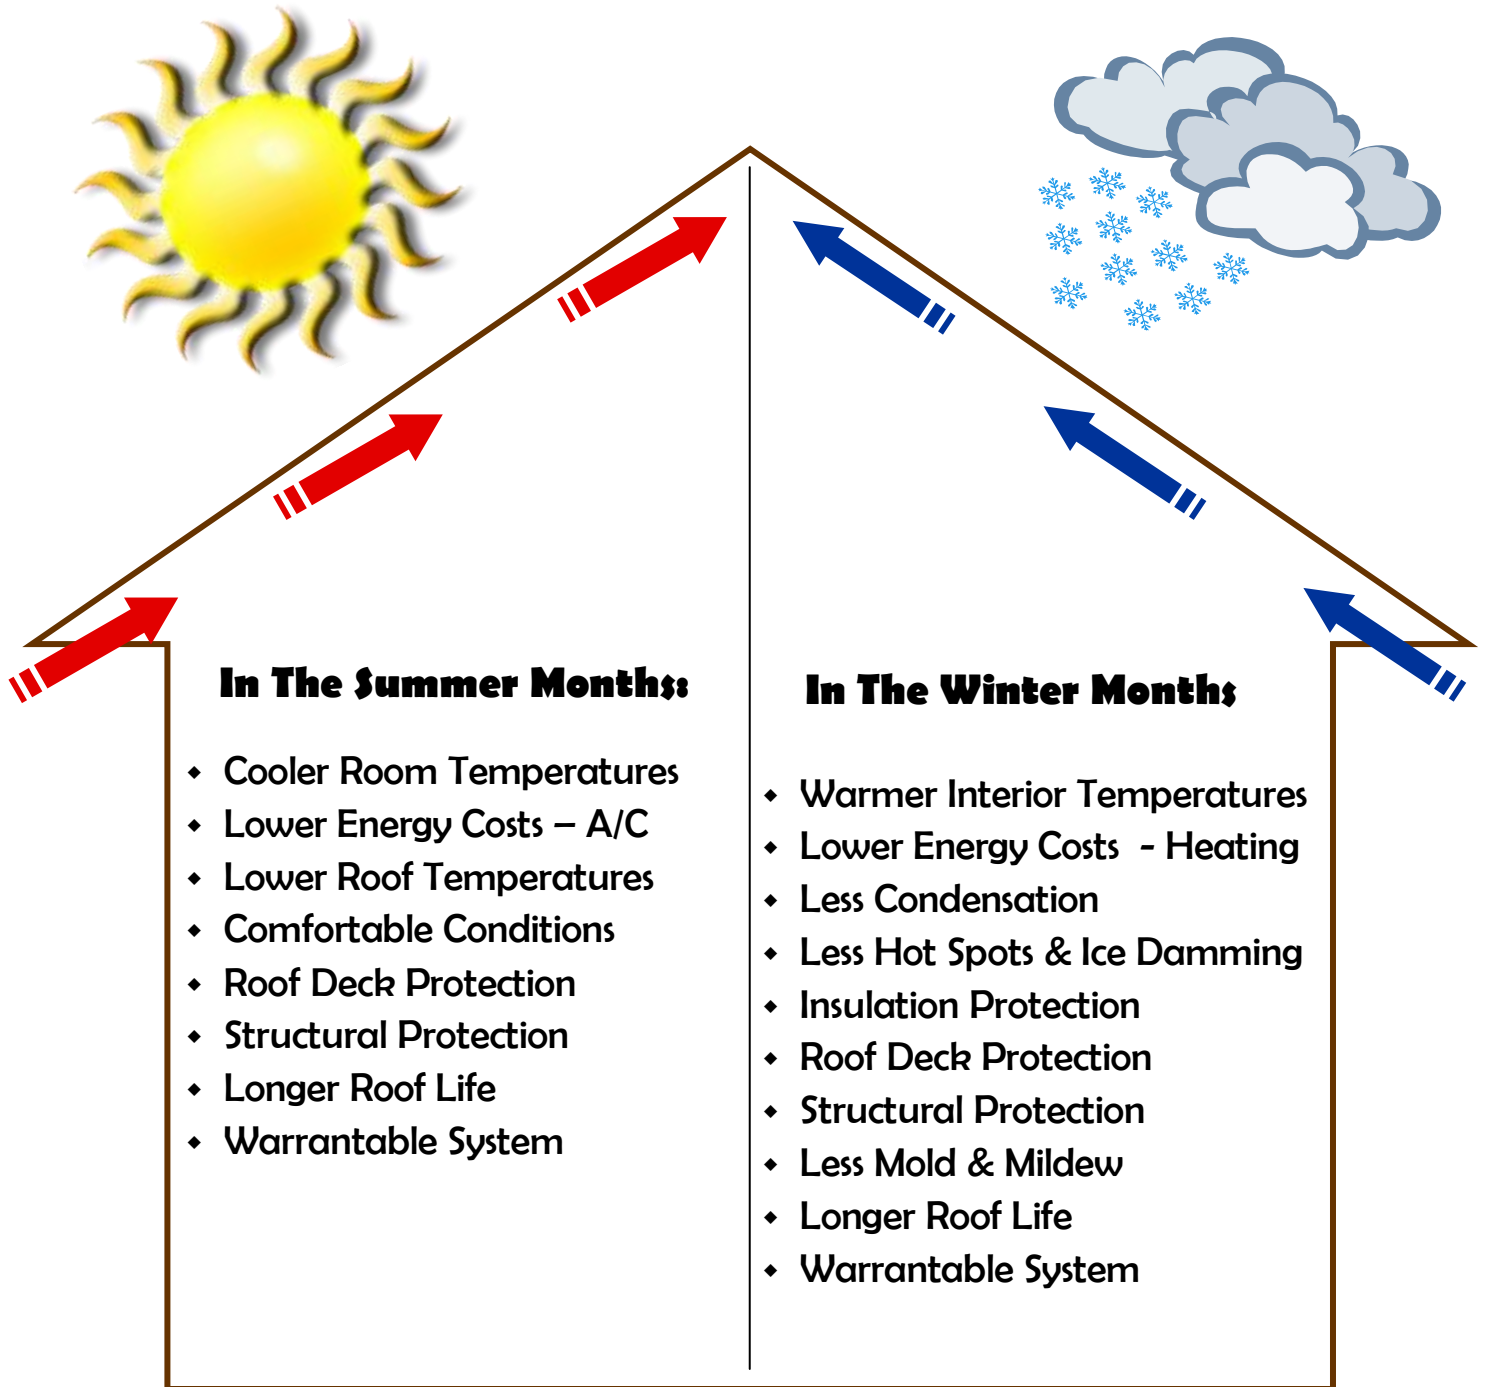 In The Summer Months:
• Cooler Room Temperatures
• Lower Energy Costs – A/C
• Lower Roof Temperatures
• Comfortable Conditions
• Roof Deck Protection
• Structural Protection
• Longer Roof Life
• Warrantable System
In The Winter Months
• Warmer Interior Temperatures
• Lower Energy Costs - Heating
• Less Condensation
• Less Hot Spots & Ice Damming
• Insulation Protection
• Roof Deck Protection
• Structural Protection
• Less Mold & Mildew
• Longer Roof Life
• Warrantable System